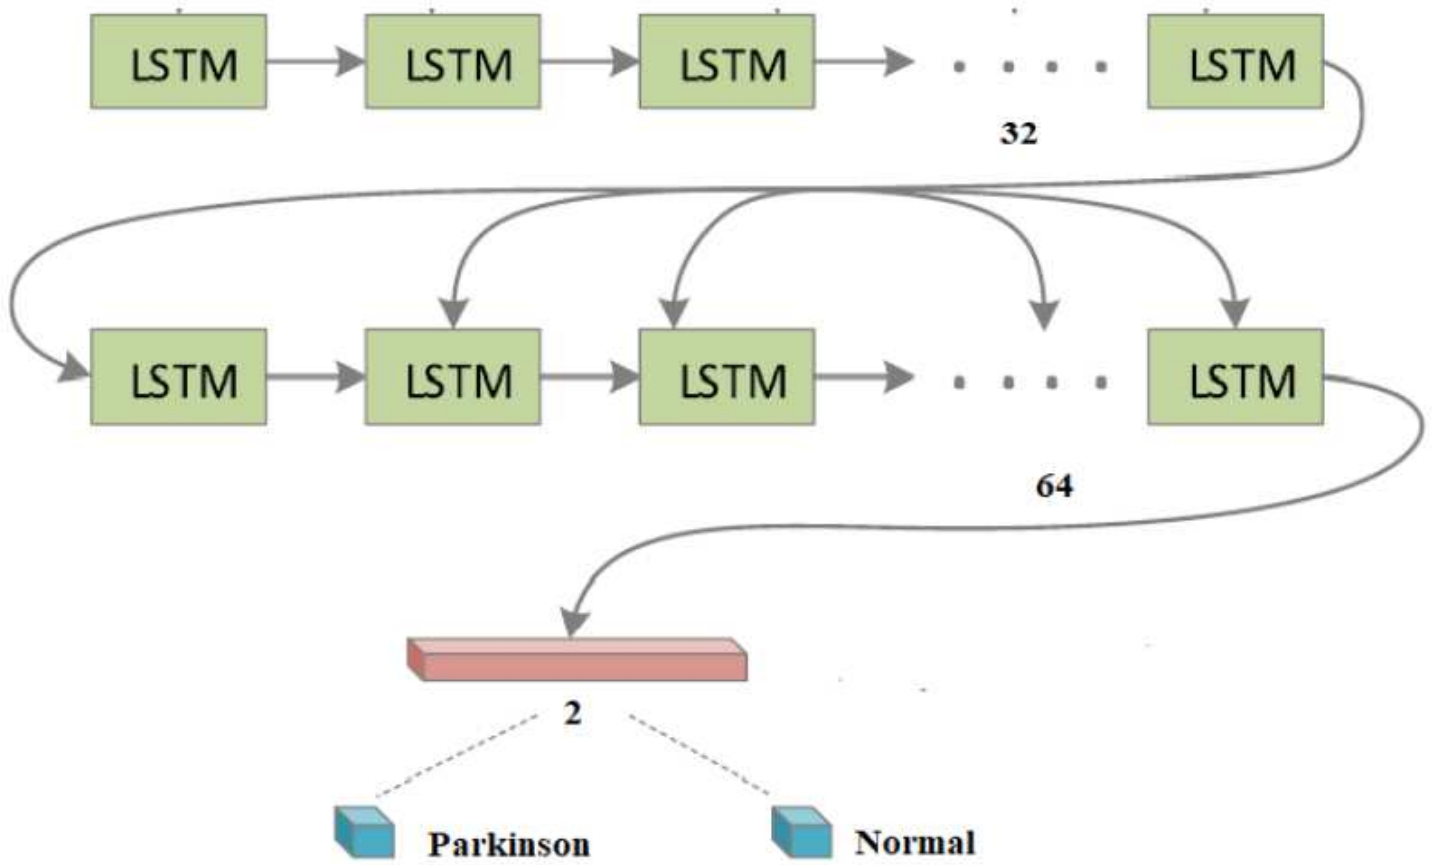 LSTM LSTM LSTM . . . . LSTM
32
LSTM LSTM LSTM . . . . LSTM
64
2
Parkinson Normal